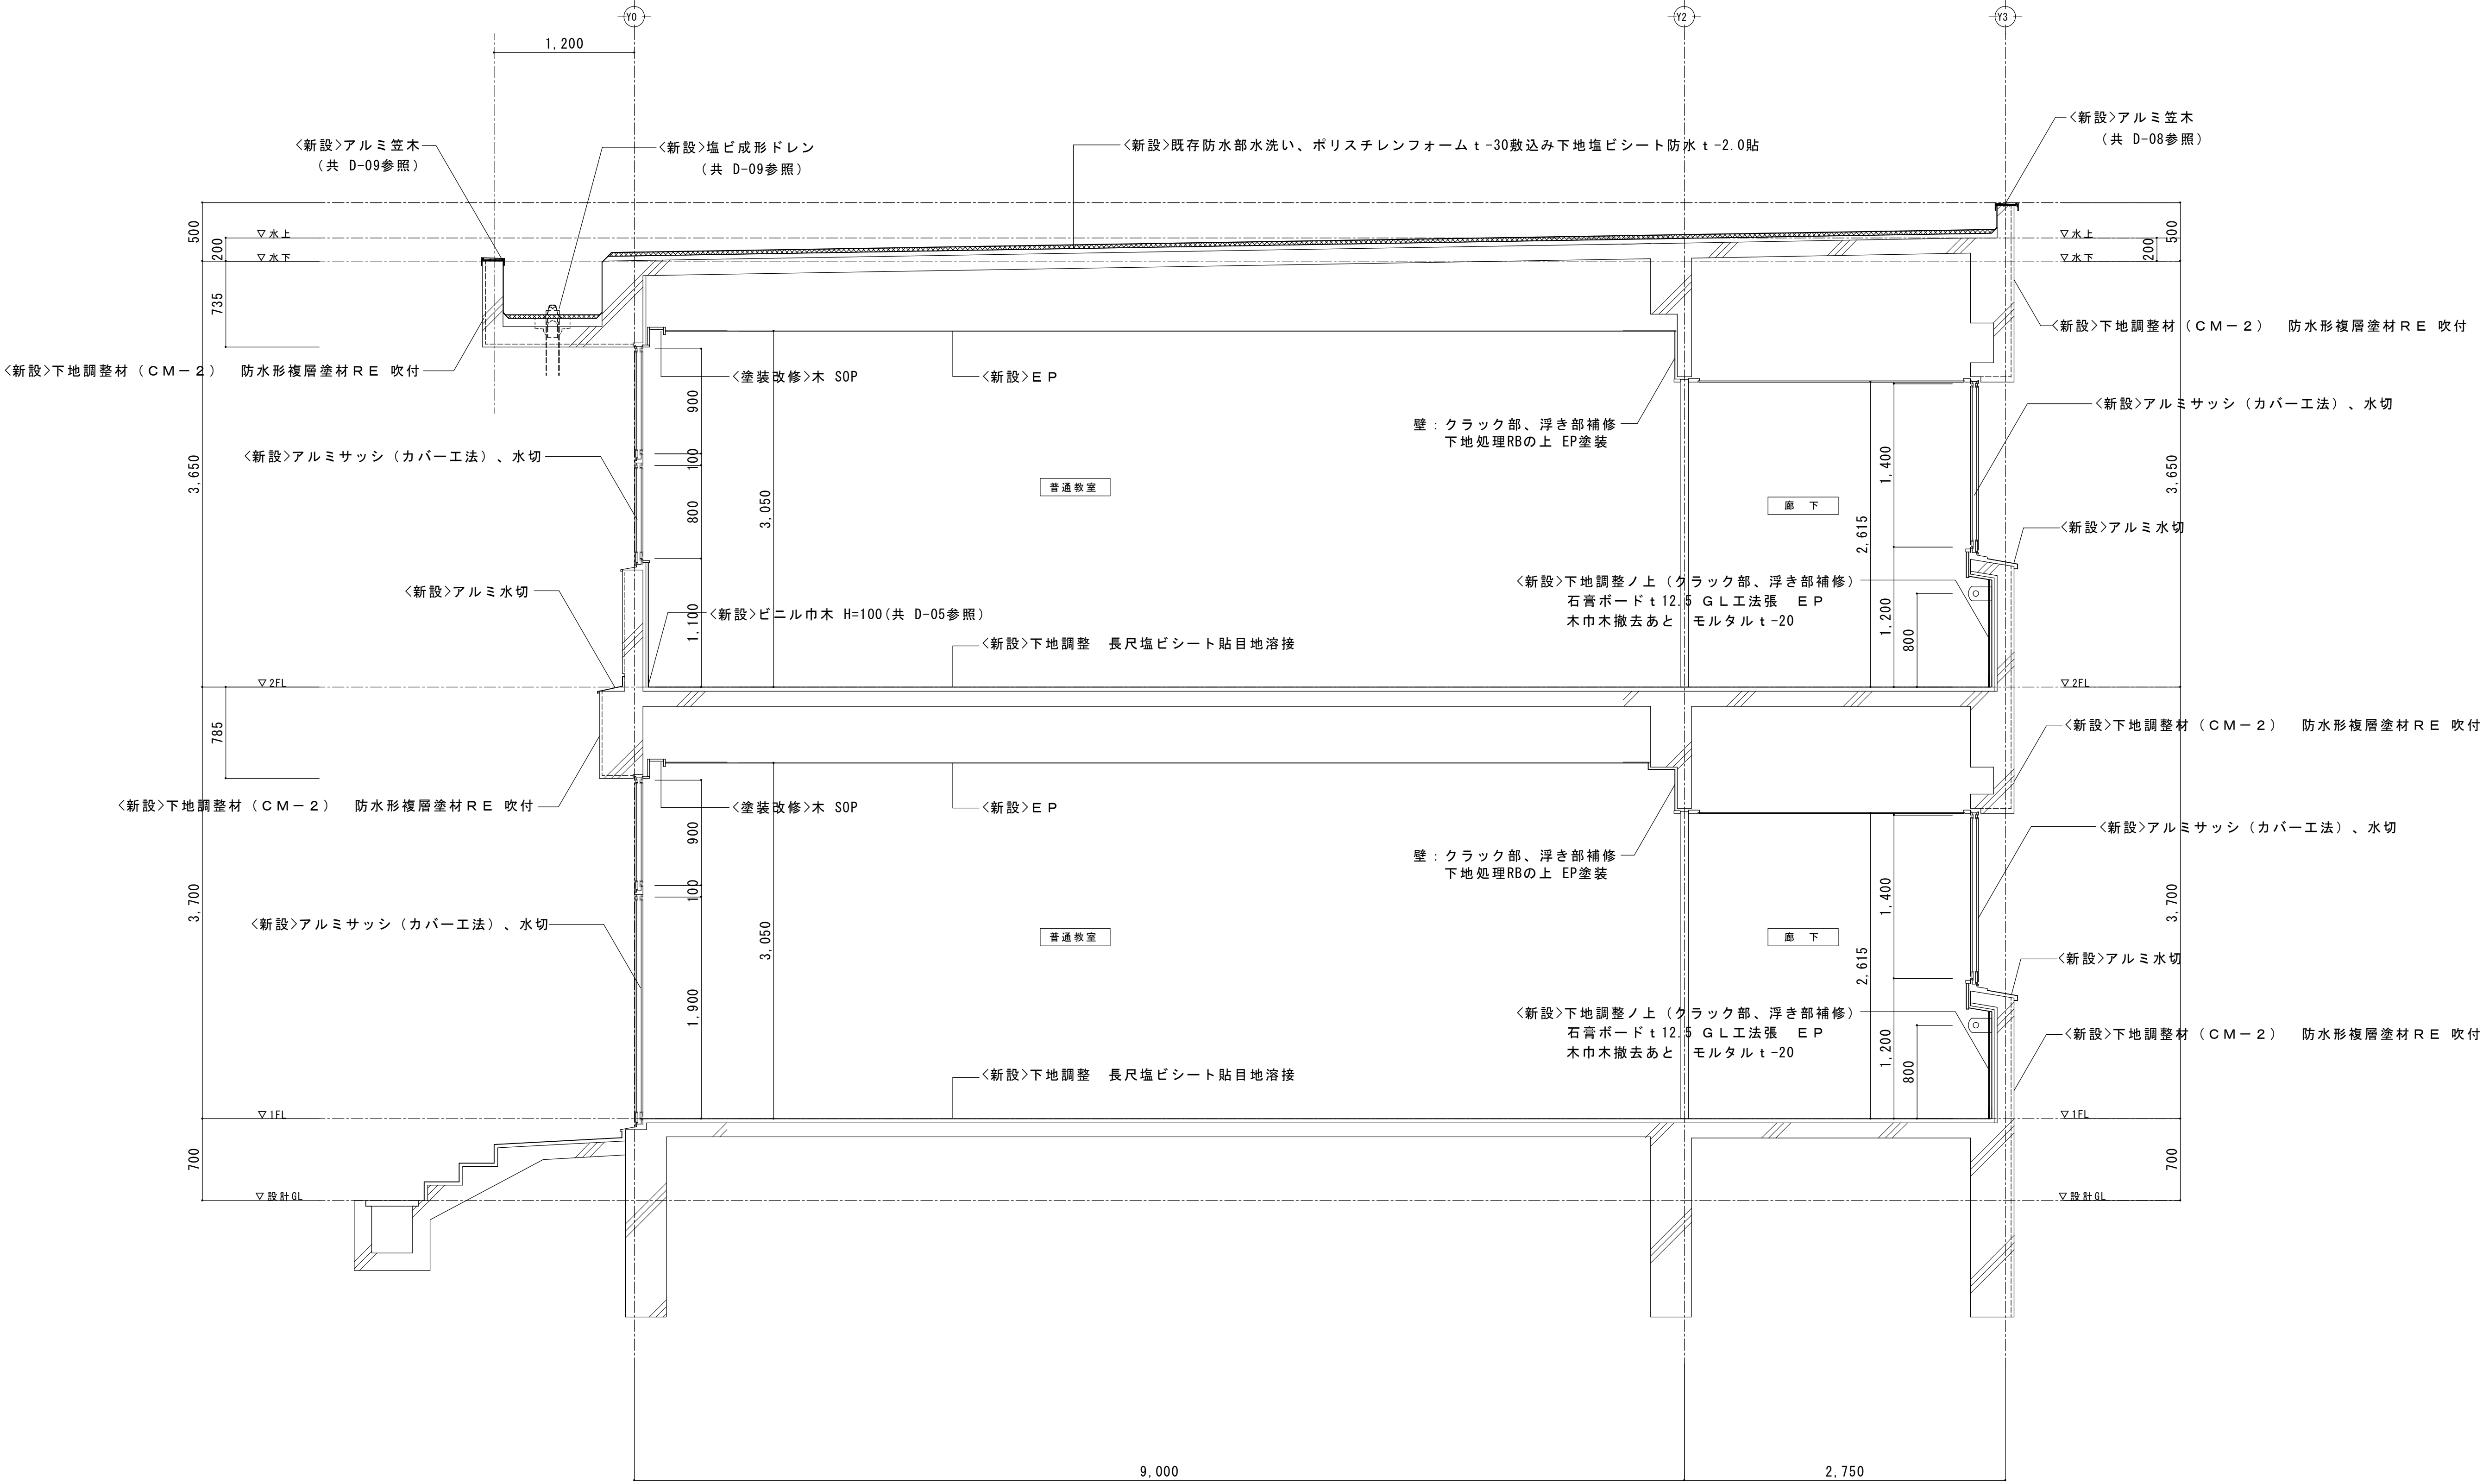 Y0
Y2
Y3
1,200
<新設>アルミ笠木
(共 D-09参照)
<新設>塩ビ成形ドレン
(共 D-09参照)
<新設>既存防水部水洗い、ポリスチレンフォームt-30敷込み下地塩ビシート防水t-2.0貼
<新設>アルミ笠木
(共 D-08参照)
500
200
▽水上
▽水下
735
▽水上
▽水下
200
500
<新設>下地調整材（CM－2）　防水形複層塗材RE 吹付
<新設>下地調整材（CM－2）　防水形複層塗材RE 吹付
<塗装改修>木 SOP
<新設>EP
900
100
800
1,100
3,050
壁：クラック部、浮き部補修
下地処理RBの上 EP塗装
<新設>アルミサッシ（カバー工法）、水切
<新設>アルミサッシ（カバー工法）、水切
3,650
普通教室
廊　下
2,615
1,400
1,200
800
3,650
<新設>アルミ水切
<新設>アルミ水切
<新設>下地調整ノ上（クラック部、浮き部補修）
石膏ボードt12.5 GL工法張　EP
木巾木撤去あと　モルタルt-20
<新設>ビニル巾木 H=100(共 D-05参照)
<新設>下地調整　長尺塩ビシート貼目地溶接
▽2FL
▽2FL
785
<新設>下地調整材（CM－2）　防水形複層塗材RE 吹付
<新設>下地調整材（CM－2）　防水形複層塗材RE 吹付
<塗装改修>木 SOP
<新設>EP
900
100
1,900
3,050
壁：クラック部、浮き部補修
下地処理RBの上 EP塗装
<新設>アルミサッシ（カバー工法）、水切
<新設>アルミサッシ（カバー工法）、水切
3,700
普通教室
廊　下
2,615
1,400
1,200
800
3,700
<新設>アルミ水切
<新設>下地調整ノ上（クラック部、浮き部補修）
石膏ボードt12.5 GL工法張　EP
木巾木撤去あと　モルタルt-20
<新設>下地調整材（CM－2）　防水形複層塗材RE 吹付
<新設>下地調整　長尺塩ビシート貼目地溶接
▽1FL
▽1FL
700
700
▽設計GL
▽設計GL
9,000
2,750